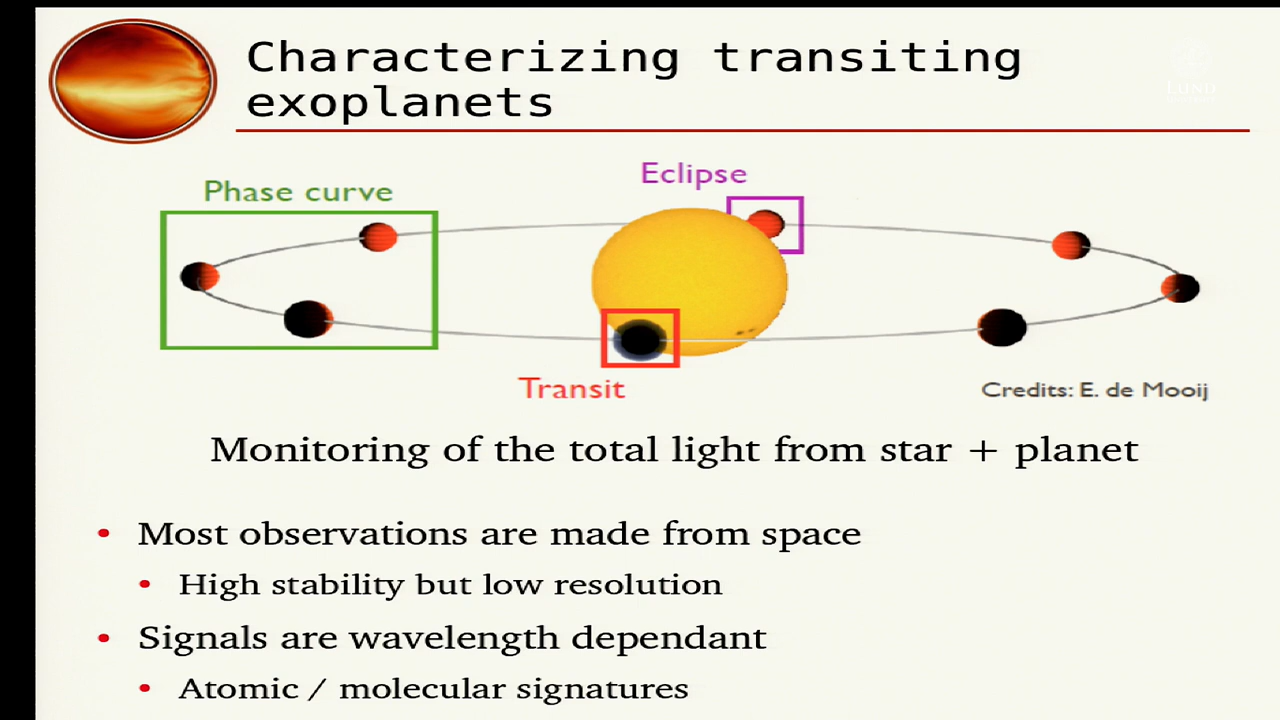 Characterizing transiting
exoplanets
LUND
Eclipse
Phase curve
Transit
Credits: E. de Mooij
Monitoring of the total light from star + planet
• Most observations are made from space
• High stability but low resolution
• Signals are wavelength dependant
• Atomic / molecular signatures